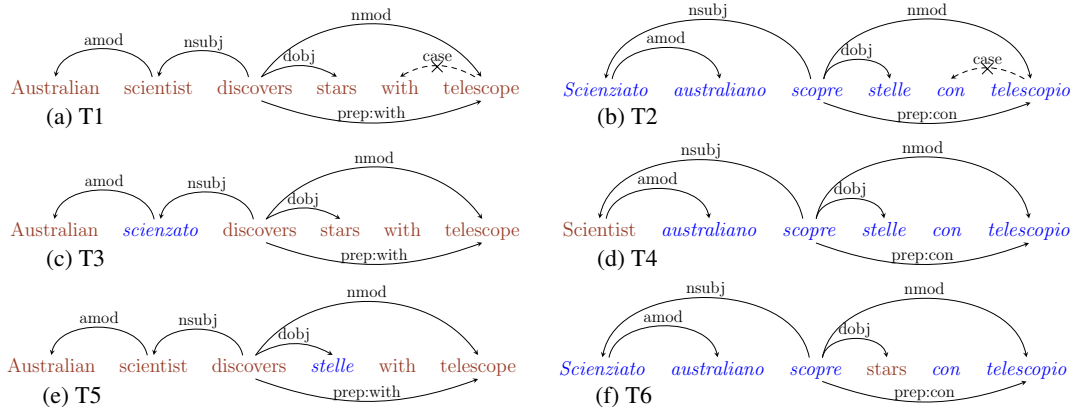 nmod
amod nsubj dobj case
Australian scientist discovers stars with telescope
prep:with
(a) T1
nsubj nmod
amod dobj case
Scienziato australiano scopre stelle con telescopio
prep:con
(b) T2
nmod
amod nsubj dobj
Australian scienzato discovers stars with telescope
prep:with
(c) T3
nsubj nmod
amod dobj
Scientist australiano scopre stelle con telescopio
prep:con
(d) T4
nmod
amod nsubj dobj
Australian scientist discovers stelle with telescope
prep:with
(e) T5
nsubj nmod
amod dobj
Scienziato australiano scopre stars con telescopio
prep:con
(f) T6